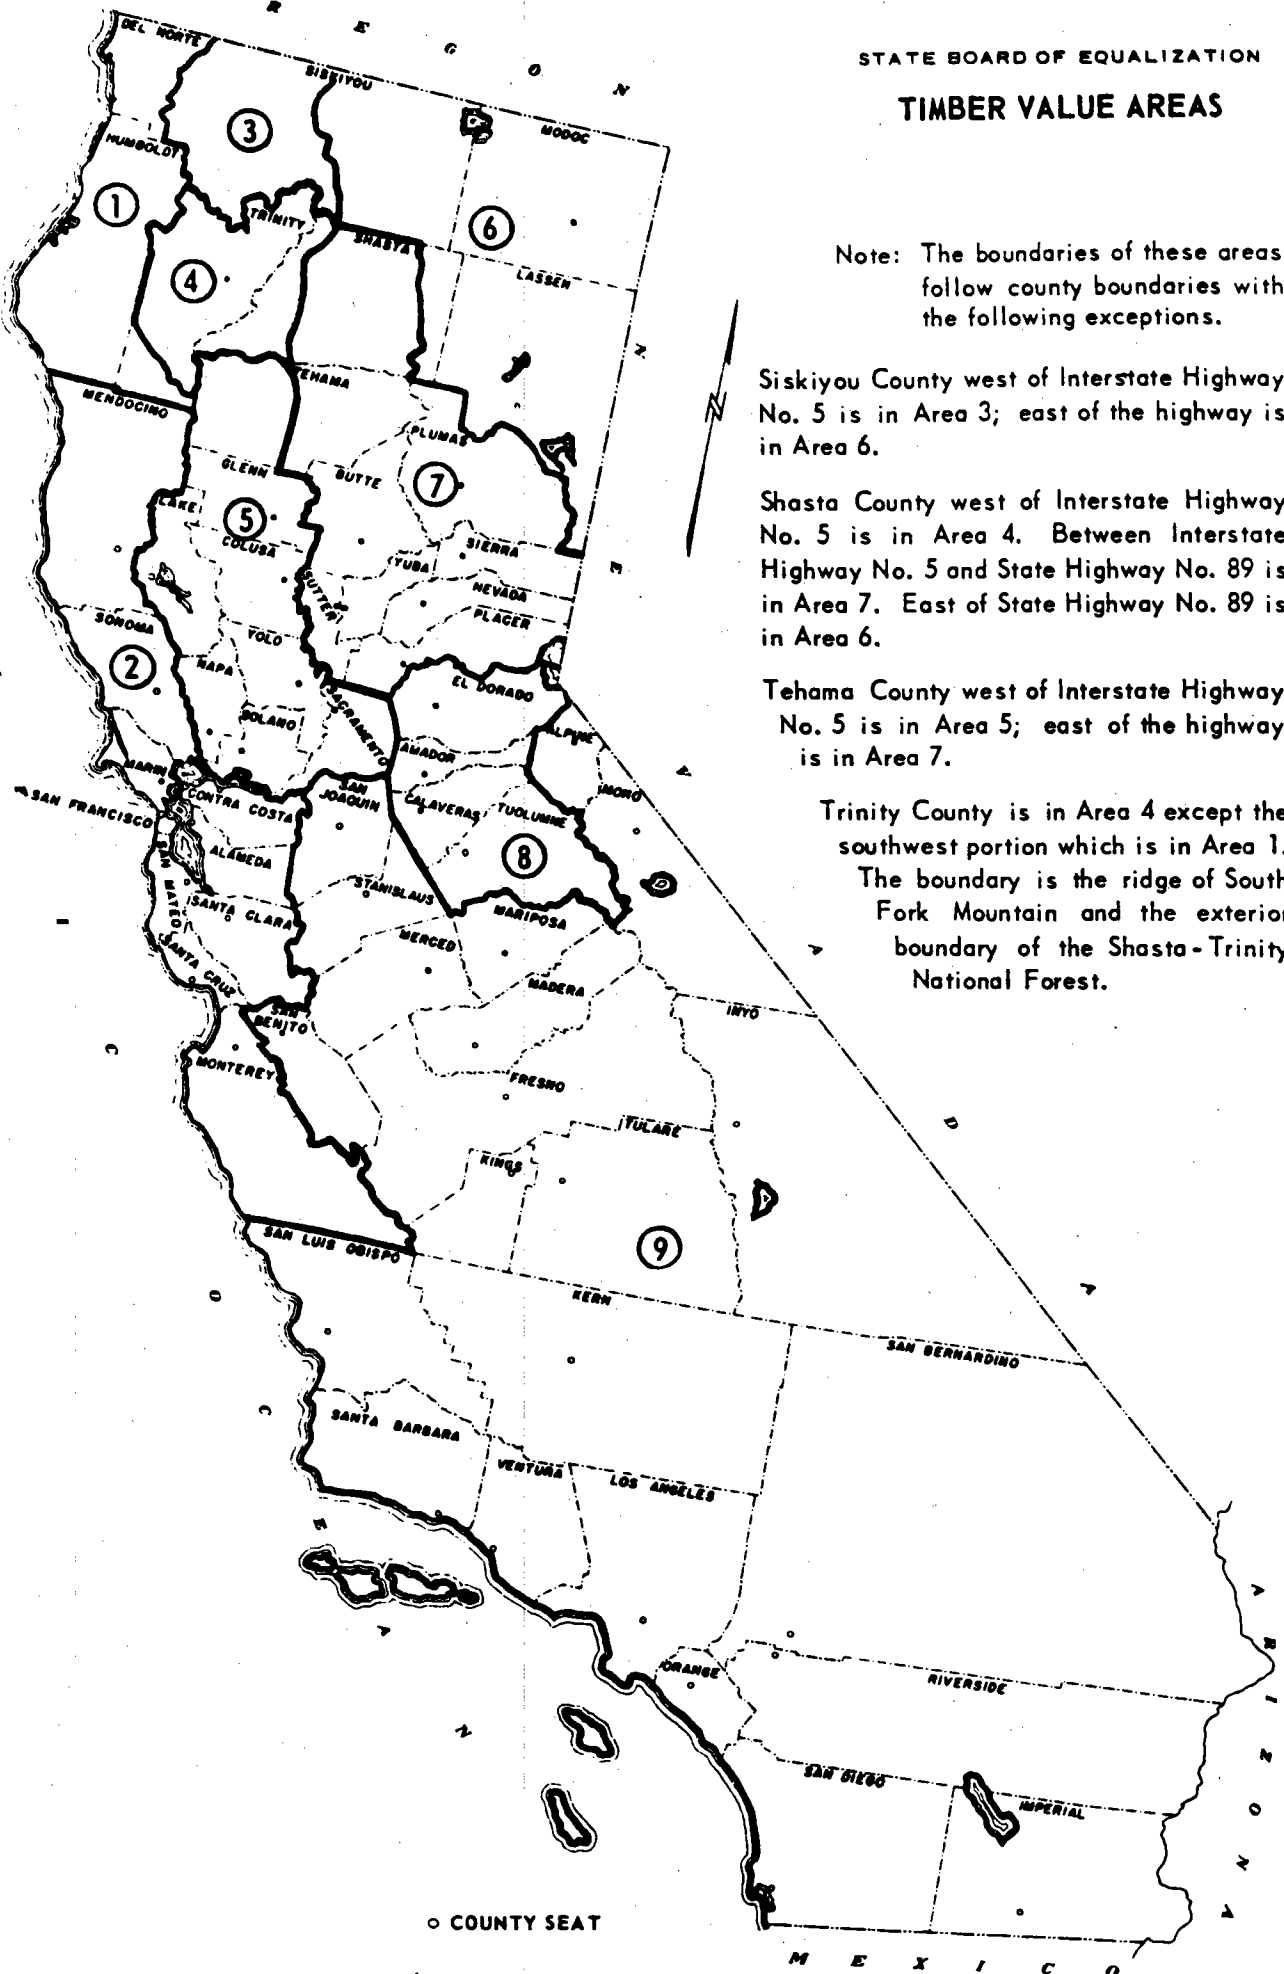 STATE BOARD OF EQUALIZATION
TIMBER VALUE AREAS
Note: The boundaries of these areas
follow county boundaries with
the following exceptions.
Siskiyou County west of Interstate Highway
No. 5 is in Area 3; east of the highway is
in Area 6.
Shasta County west of Interstate Highway
No. 5 is in Area 4. Between Interstate
Highway No. 5 and State Highway No. 89 is
in Area 7. East of State Highway No. 89 is
in Area 6.
Tehama County west of Interstate Highway
No. 5 is in Area 5; east of the highway
is in Area 7.
Trinity County is in Area 4 except the
southwest portion which is in Area 1.
The boundary is the ridge of South
Fork Mountain and the exterior
boundary of the Shasta-Trinity
National Forest.
OREGON
DEL NORTE
SISKIYOU
MODOC
3
HUMBOLDT
1
TRINITY
6
SHASTA
LASSEN
4
TEHAMA
MENDOCINO
PLUMAS
GLENN
BUTTE
7
LAKE
5
COLUSA
SIERRA
YUBA
SUTTER
NEVADA
PLACER
SONOMA
YOLO
2
NAPA
EL DORADO
SOLANO
SACRAMENTO
ALPINE
AMADOR
MARIN
SAN
JOAQUIN
MONO
CONTRA COSTA
CALAVERAS
TUOLUMNE
SAN FRANCISCO
ALAMEDA
8
SAN MATEO
STANISLAUS
SANTA CLARA
MARIPOSA
MERCED
SANTA CRUZ
MADERA
SAN
BENITO
INYO
MONTEREY
FRESNO
TULARE
KINGS
SAN LUIS OBISPO
9
KERN
SAN BERNARDINO
SANTA BARBARA
VENTURA
LOS ANGELES
ORANGE
RIVERSIDE
SAN DIEGO
IMPERIAL
NEVADA
ARIZONA
I C O C E A N
MEXICO
COUNTY SEAT
N